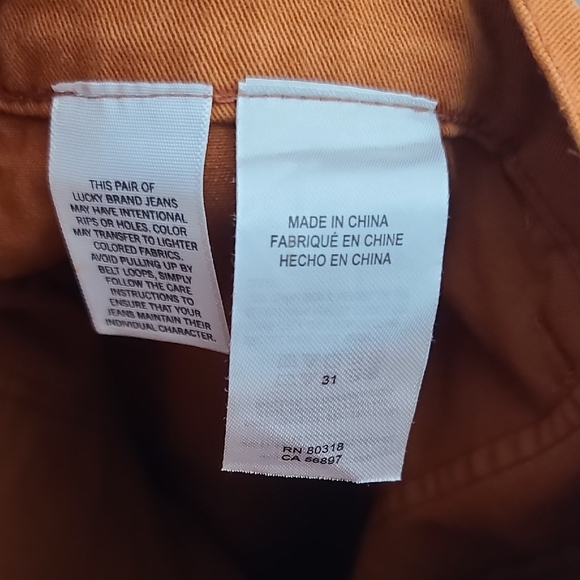 THIS PAIR OF
LUCKY BRAND JEANS
MAY HAVE INTENTIONAL
RIPS OR HOLES. COLOR
MAY TRANSFER TO LIGHTER
COLORED FABRICS.
AVOID PULLING UP BY
BELT LOOPS, SIMPLY
FOLLOW THE CARE
INSTRUCTIONS TO
ENSURE THAT YOUR
JEANS MAINTAIN THEIR
INDIVIDUAL CHARACTER.
MADE IN CHINA
FABRIQUÉ EN CHINE
HECHO EN CHINA
31
RN 80318
CA 56897